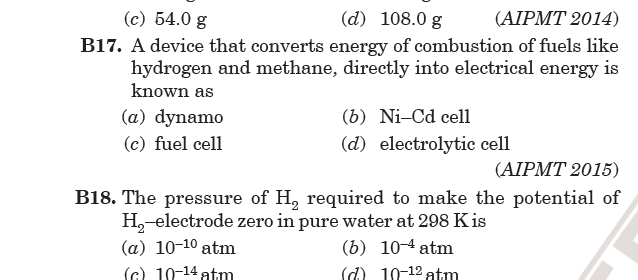 (c) 54.0 g (d) 108.0 g (AIPMT 2014)
B17. A device that converts energy of combustion of fuels like
hydrogen and methane, directly into electrical energy is
known as
(a) dynamo (b) Ni–Cd cell
(c) fuel cell (d) electrolytic cell
(AIPMT 2015)
B18. The pressure of H₂ required to make the potential of
H₂–electrode zero in pure water at 298 K is
(a) 10⁻¹⁰ atm (b) 10⁻⁴ atm
(c) 10⁻¹⁴ atm (d) 10⁻¹² atm